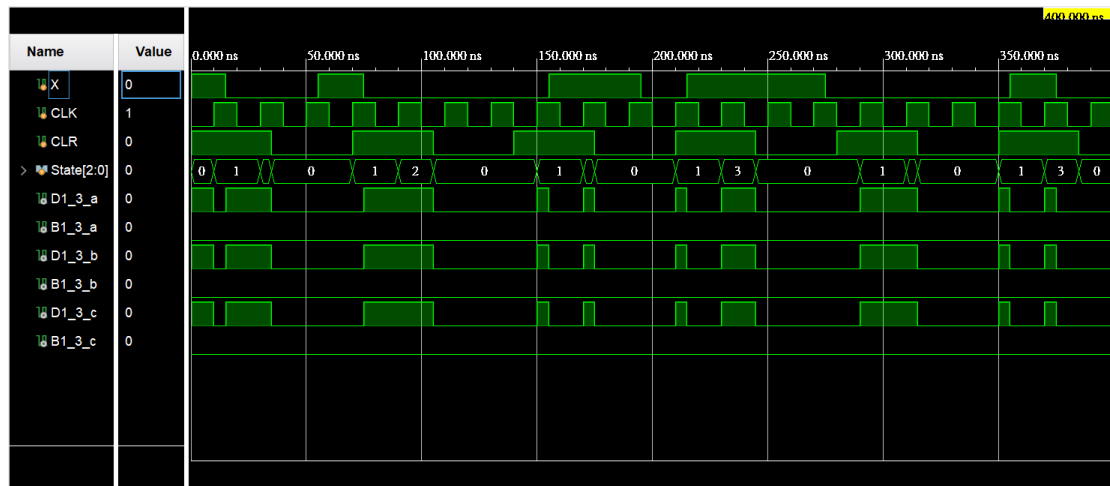 400.000 ns
Name Value
0.000 ns 50.000 ns 100.000 ns 150.000 ns 200.000 ns 250.000 ns 300.000 ns 350.000 ns
X 0
CLK 1
CLR 0
State[2:0] 0 0 1 0 1 2 0 1 0 1 3 0 1 0 1 3 0
D1_3_a 0
B1_3_a 0
D1_3_b 0
B1_3_b 0
D1_3_c 0
B1_3_c 0